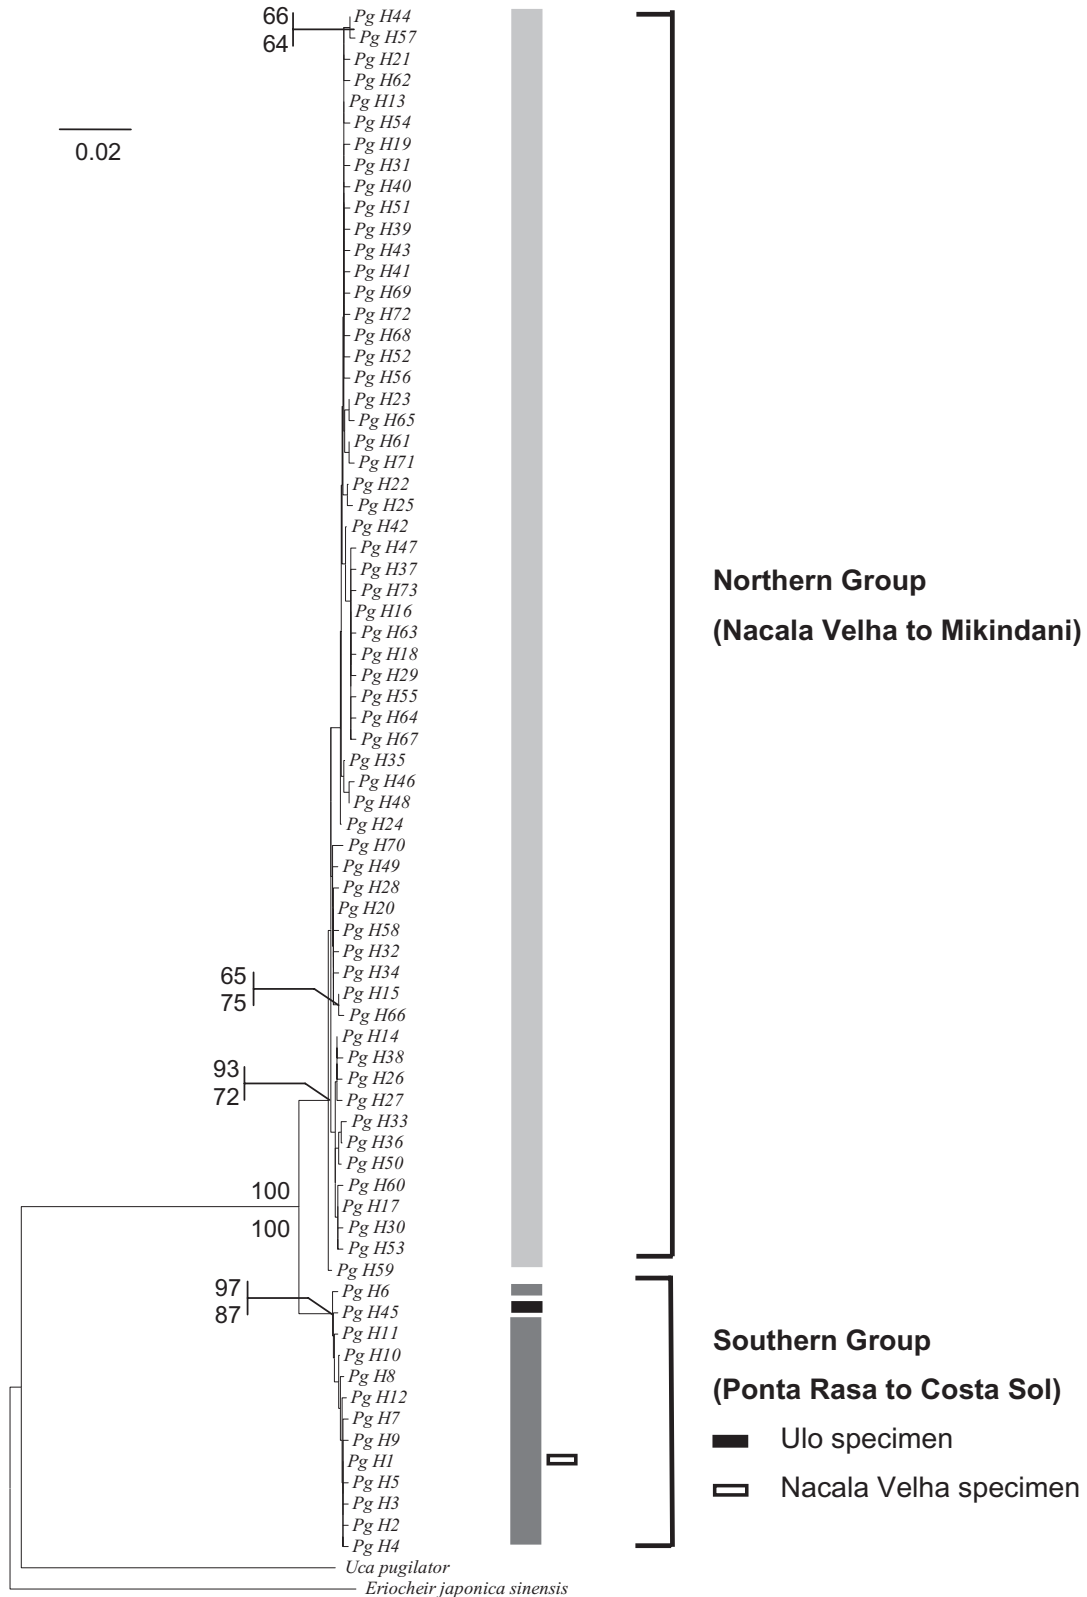 66
64
Pg H44
Pg H57
Pg H21
Pg H62
Pg H13
Pg H54
0.02
Pg H19
Pg H31
Pg H40
Pg H51
Pg H39
Pg H43
Pg H41
Pg H69
Pg H72
Pg H68
Pg H52
Pg H56
Pg H23
Pg H65
Pg H61
Pg H71
Pg H22
Pg H25
Pg H42
Pg H47
Pg H37
Pg H73
Pg H16
Pg H63
Pg H18
Pg H29
Pg H55
Pg H64
Pg H67
Pg H35
Pg H46
Pg H48
Pg H24
Pg H70
Pg H49
Pg H28
Pg H20
Pg H58
Pg H32
Pg H34
65
75
Pg H15
Pg H66
Pg H14
Pg H38
93
72
Pg H26
Pg H27
Pg H33
Pg H36
Pg H50
Pg H60
100
100
Pg H17
Pg H30
Pg H53
Pg H59
97
87
Pg H6
Pg H45
Pg H11
Pg H10
Pg H8
Pg H12
Pg H7
Pg H9
Pg H1
Pg H5
Pg H3
Pg H2
Pg H4
Uca pugilator
Eriocheir japonica sinensis
Northern Group
(Nacala Velha to Mikindani)
Southern Group
(Ponta Rasa to Costa Sol)
Ulo specimen
Nacala Velha specimen